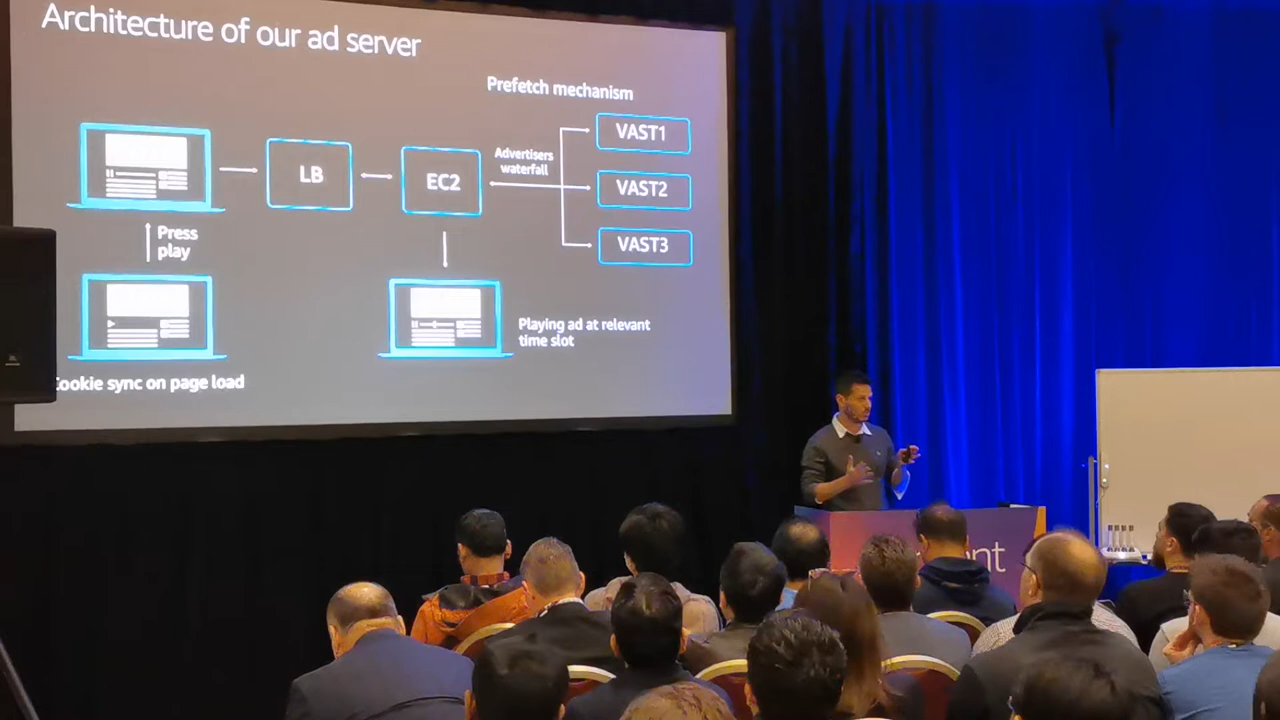 Architecture of our ad server
Prefetch mechanism
VAST1
Advertisers
waterfall
LB
EC2
VAST2
Press
play
VAST3
Playing ad at relevant
time slot
ookie sync on page load